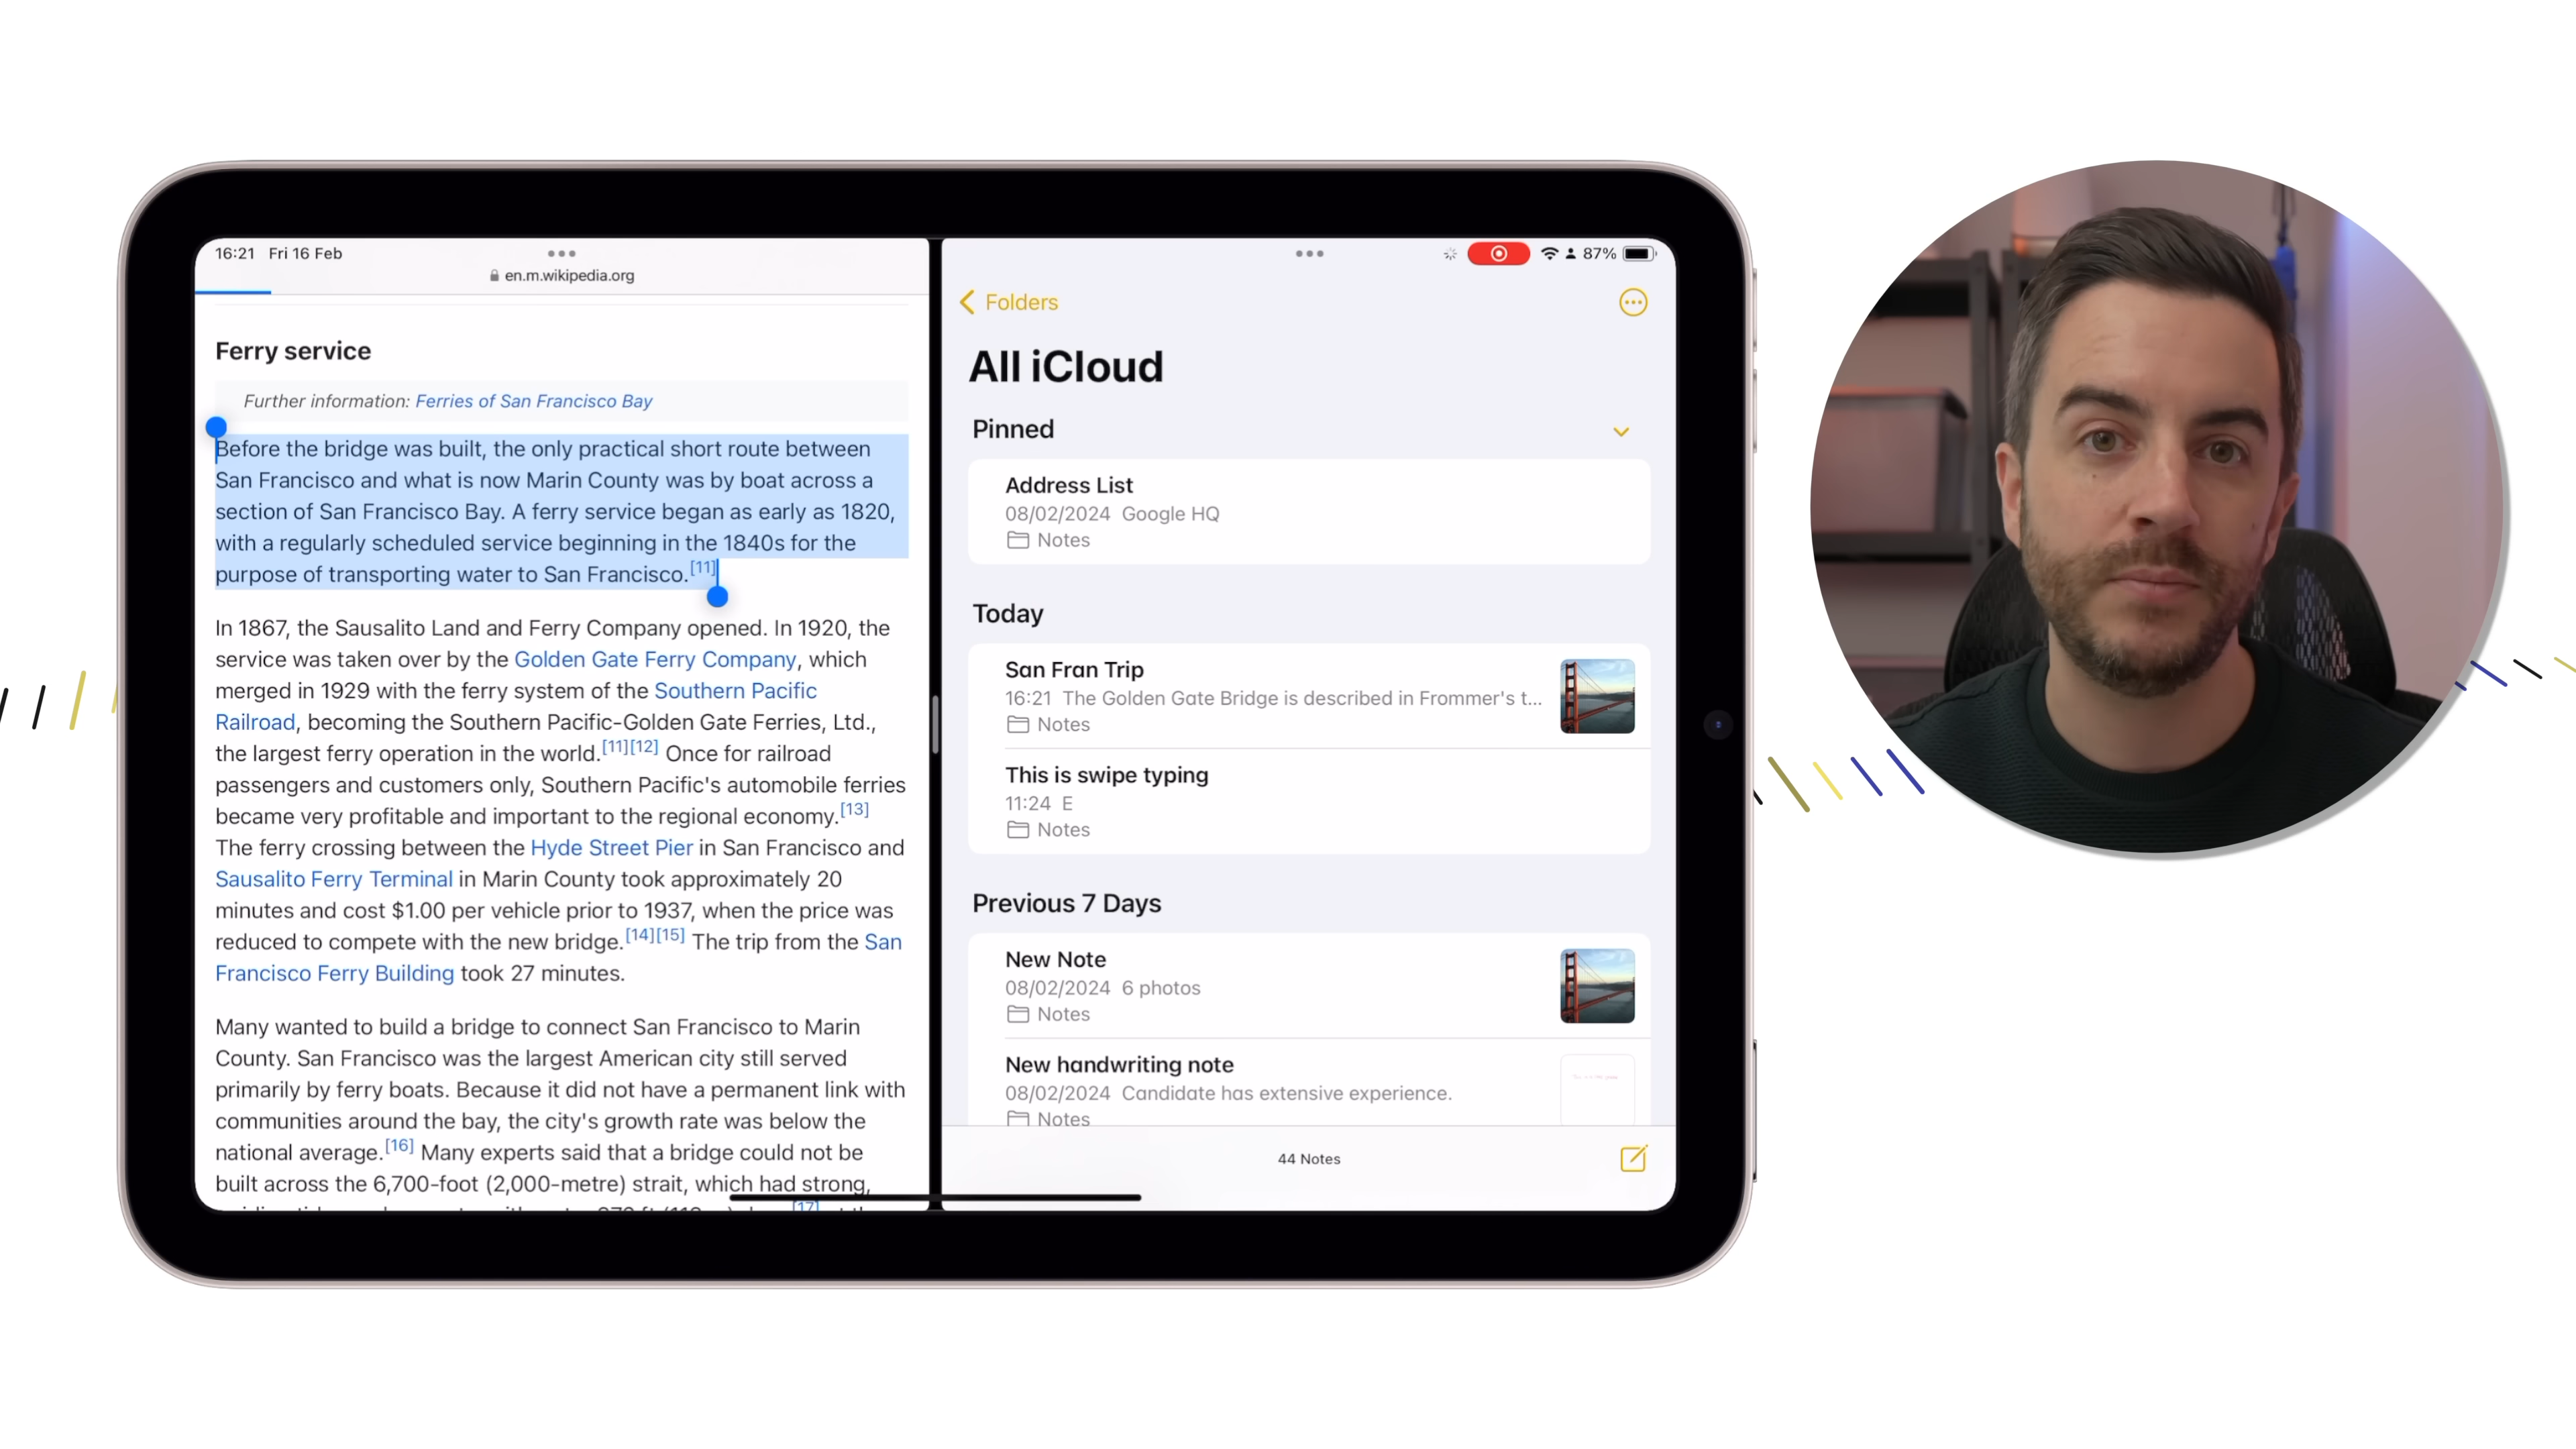 16:21 Fri 16 Feb
en.m.wikipedia.org
Ferry service
Further information: Ferries of San Francisco Bay
Before the bridge was built, the only practical short route between
San Francisco and what is now Marin County was by boat across a
section of San Francisco Bay. A ferry service began as early as 1820,
with a regularly scheduled service beginning in the 1840s for the
purpose of transporting water to San Francisco.[11]
In 1867, the Sausalito Land and Ferry Company opened. In 1920, the
service was taken over by the Golden Gate Ferry Company, which
merged in 1929 with the ferry system of the Southern Pacific
Railroad, becoming the Southern Pacific-Golden Gate Ferries, Ltd.,
the largest ferry operation in the world.[11][12] Once for railroad
passengers and customers only, Southern Pacific's automobile ferries
became very profitable and important to the regional economy.[13]
The ferry crossing between the Hyde Street Pier in San Francisco and
Sausalito Ferry Terminal in Marin County took approximately 20
minutes and cost $1.00 per vehicle prior to 1937, when the price was
reduced to compete with the new bridge.[14][15] The trip from the San
Francisco Ferry Building took 27 minutes.
Many wanted to build a bridge to connect San Francisco to Marin
County. San Francisco was the largest American city still served
primarily by ferry boats. Because it did not have a permanent link with
communities around the bay, the city's growth rate was below the
national average.[16] Many experts said that a bridge could not be
built across the 6,700-foot (2,000-metre) strait, which had strong,
[17]
87%
Folders
All iCloud
Pinned
Address List
08/02/2024 Google HQ
Notes
Today
San Fran Trip
16:21 The Golden Gate Bridge is described in Frommer's t...
Notes
This is swipe typing
11:24 E
Notes
Previous 7 Days
New Note
08/02/2024 6 photos
Notes
New handwriting note
08/02/2024 Candidate has extensive experience.
Notes
44 Notes